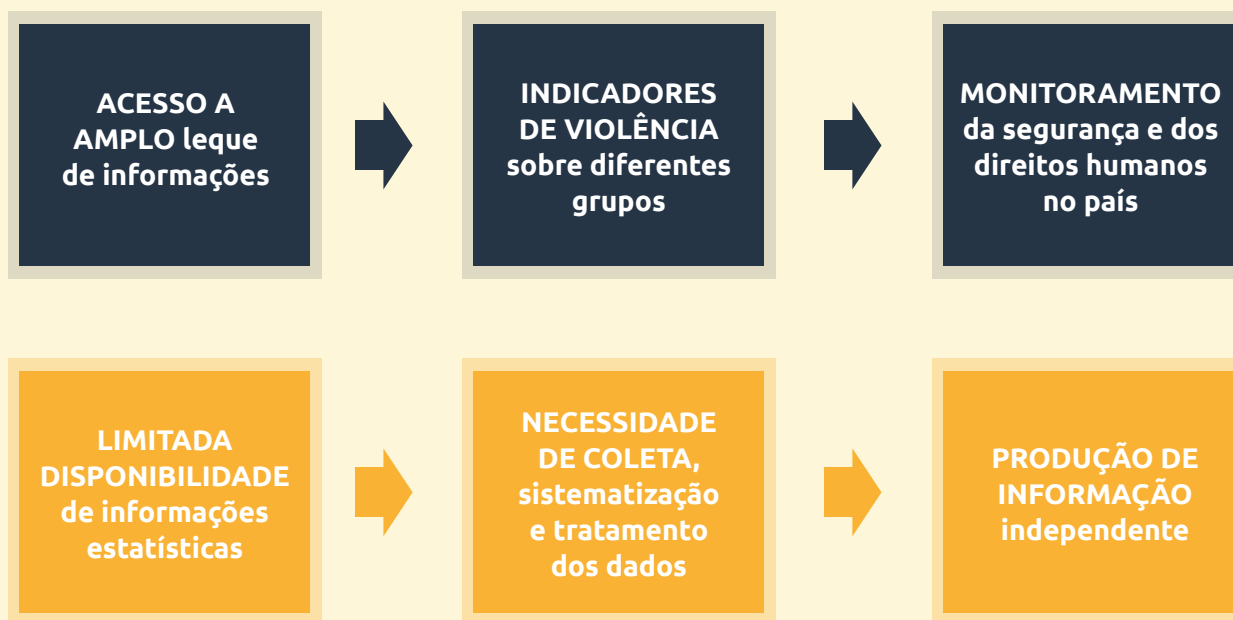 ACESSO A
AMPLO leque
de informações
INDICADORES
DE VIOLÊNCIA
sobre diferentes
grupos
MONITORAMENTO
da segurança e dos
direitos humanos
no país
LIMITADA
DISPONIBILIDADE
de informações
estatísticas
NECESSIDADE
DE COLETA,
sistematização
e tratamento
dos dados
PRODUÇÃO DE
INFORMAÇÃO
independente